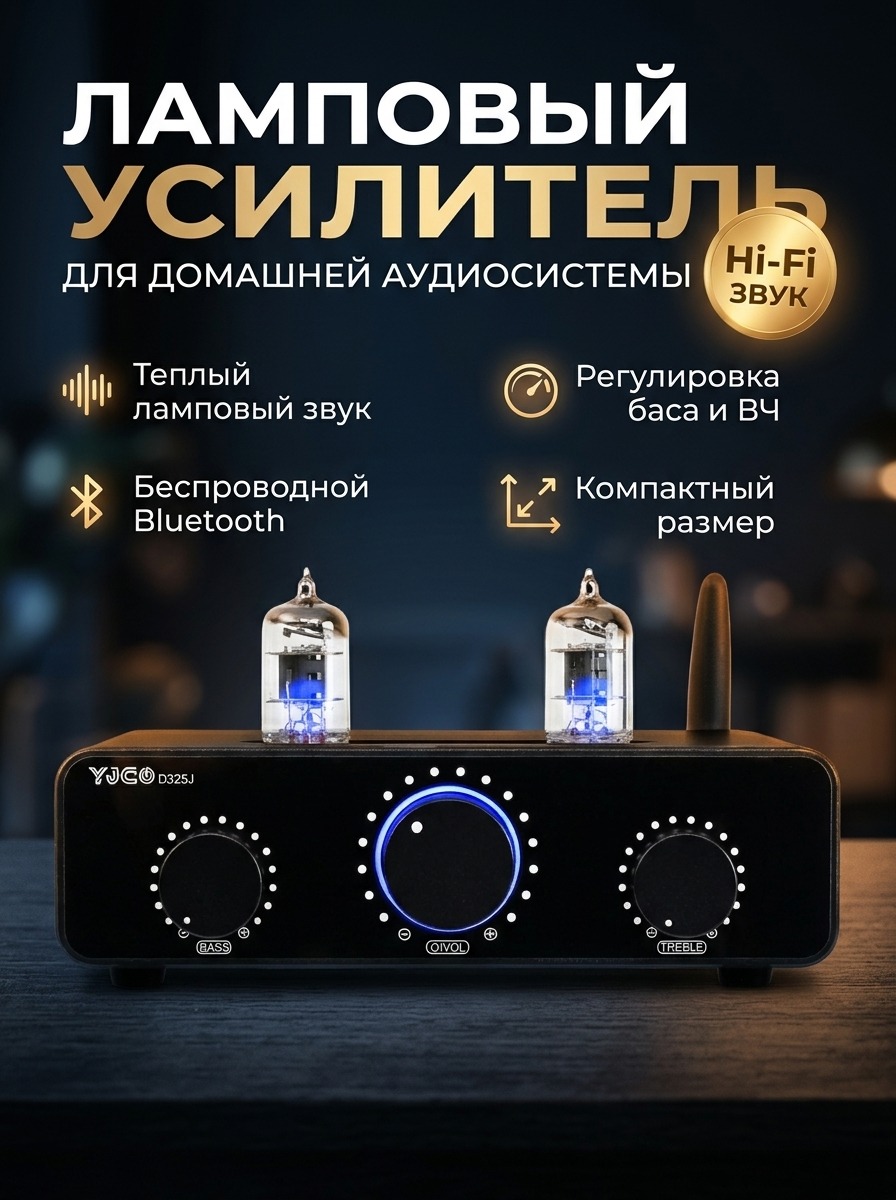 ЛАМПОВЫЙ
УСИЛИТЕЛЬ
ДЛЯ ДОМАШНЕЙ АУДИОСИСТЕМЫ
Hi-Fi
ЗВУК
Теплый
ламповый звук
Регулировка
баса и ВЧ
Беспроводной
Bluetooth
Компактный
размер
YJCO D325J
BASS
OIVOL
TREBLE